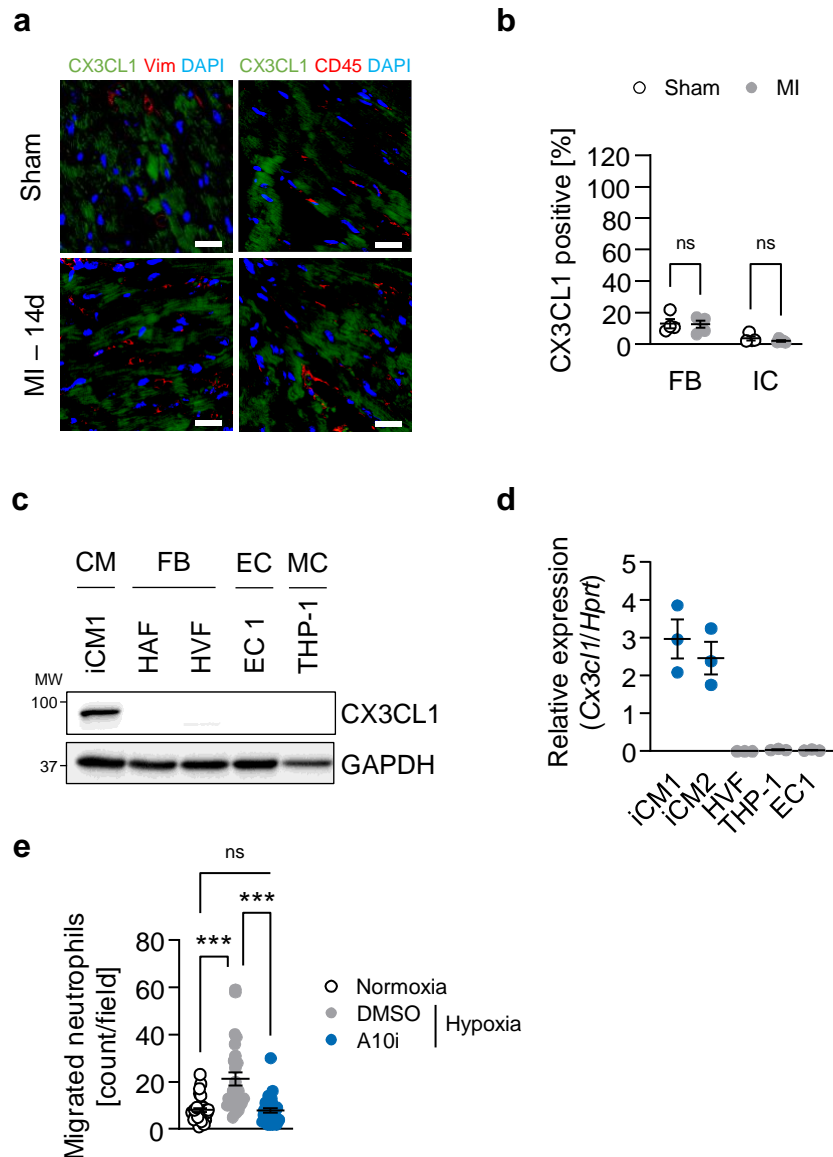 a
CX3CL1 Vim DAPI
CX3CL1 CD45 DAPI
Sham
MI – 14d
b
Sham
MI
CX3CL1 positive [%]
120
100
80
60
40
20
0
ns
ns
FB
IC
c
CM
FB
EC
MC
iCM1
HAF
HVF
EC 1
THP-1
MW
100
CX3CL1
37
GAPDH
d
Relative expression
(Cx3cl1/Hprt)
5
4
3
2
1
0
iCM1
iCM2
HVF
THP-1
EC1
e
ns
***
***
Migrated neutrophils
[count/field]
80
60
40
20
0
Normoxia
DMSO
A10i
Hypoxia